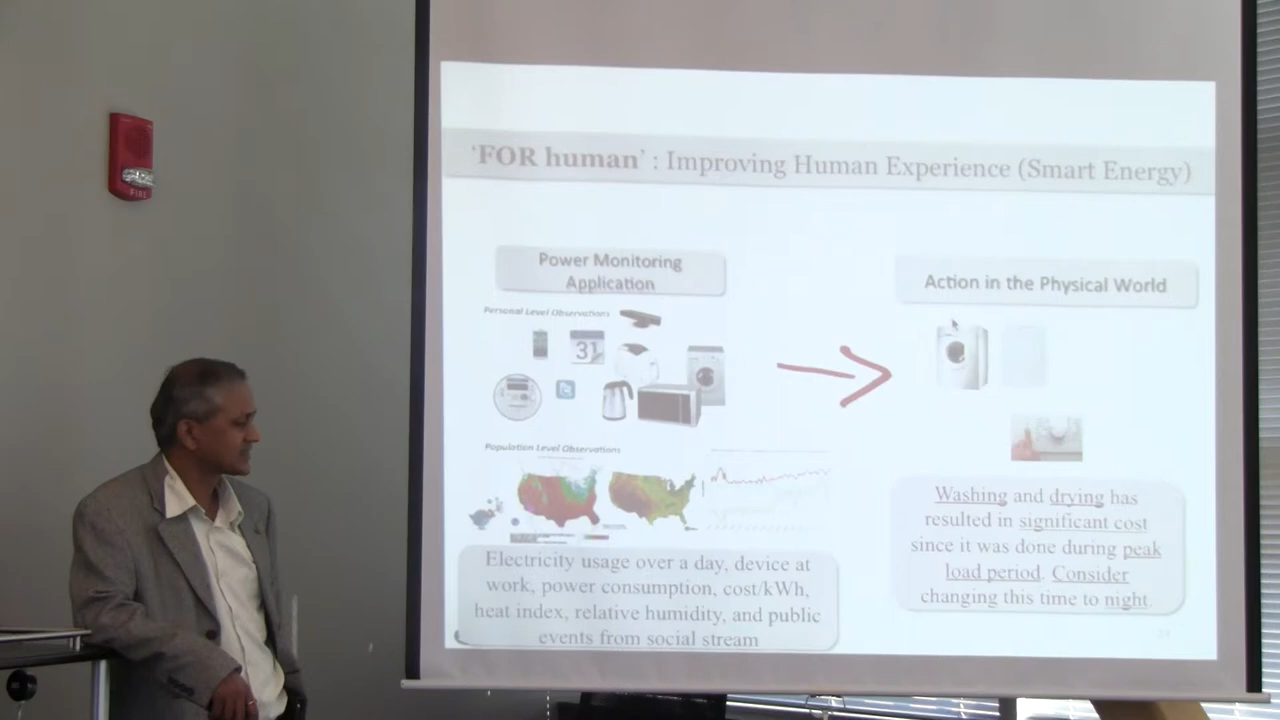 FIRE
'FOR human' : Improving Human Experience (Smart Energy)
Power Monitoring
Application
Action in the Physical World
Personal Level Observations
31
Population Level Observations
Washing and drying has
resulted in significant cost
since it was done during peak
load period. Consider
changing this time to night
Electricity usage over a day, device at
work, power consumption, cost/kWh,
heat index, relative humidity, and public
events from social stream